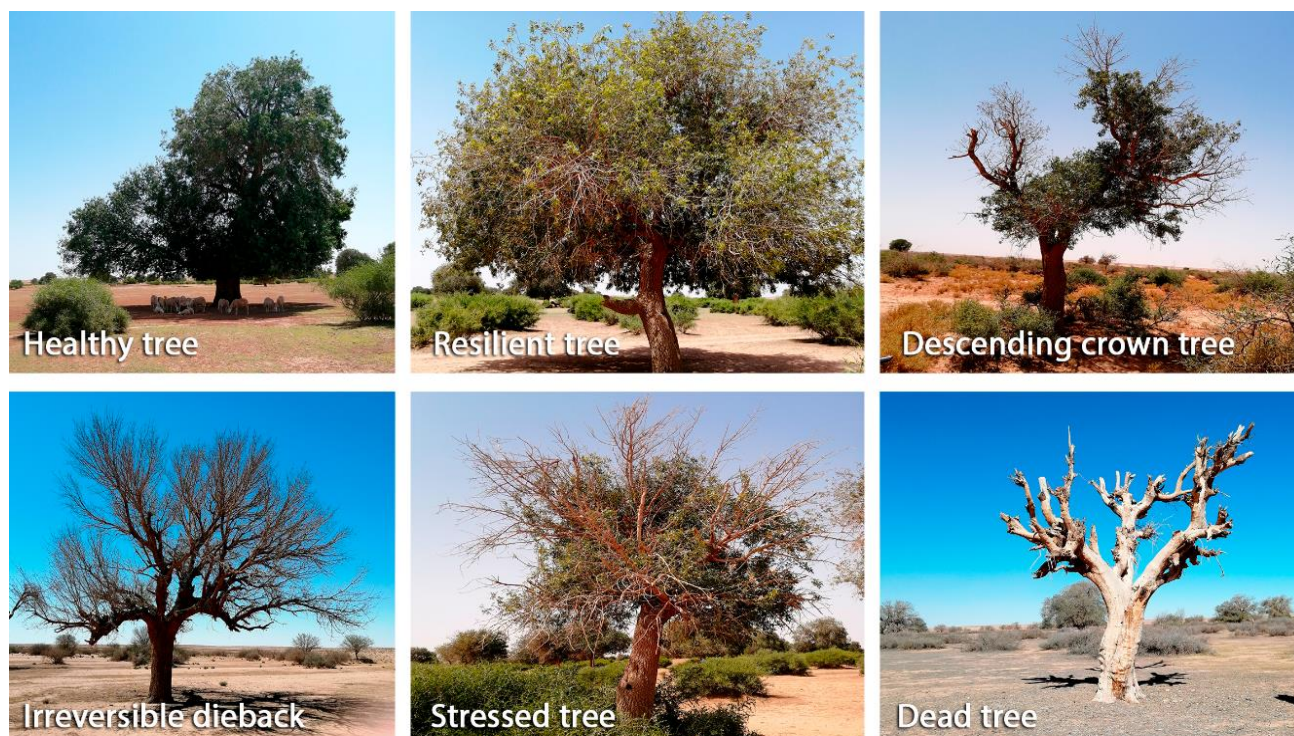 Healthy tree
Resilient tree
Descending crown tree
Irreversible dieback
Stressed tree
Dead tree